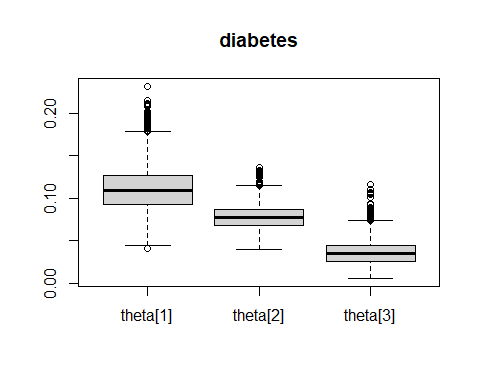 diabetes
0.20
0.10
0.00
theta[1] theta[2] theta[3]